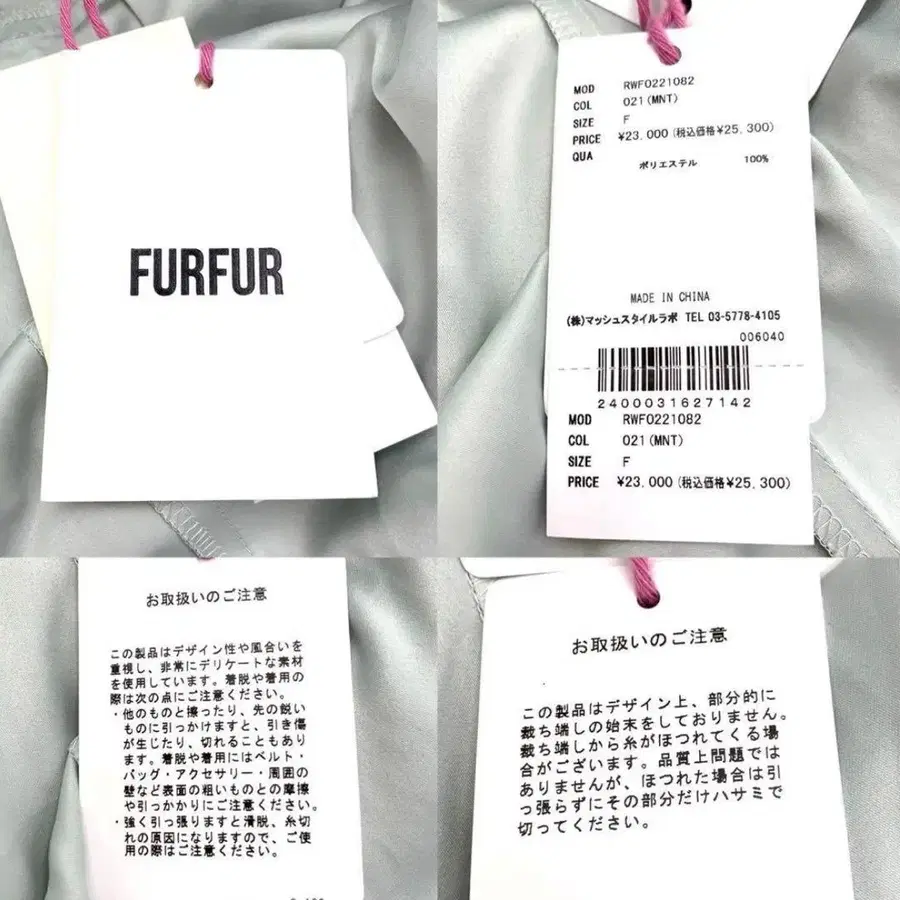 FURFUR
MOD RWFO221082
COL 021(MNT)
SIZE F
PRICE ¥23,000(税込価格¥25,300)
QUA
ポリエステル 100%
MADE IN CHINA
(株)マッシュスタイルラボ TEL 03-5778-4105
006040
2400031627142
MOD RWFO221082
COL 021(MNT)
SIZE F
PRICE ¥23,000(税込価格¥25,300)
お取扱いのご注意
この製品はデザイン性や風合いを
重視し、非常にデリケートな素材
を使用しています。着脱や着用の
際は次の点にご注意ください。
・他のものと擦ったり、先の鋭い
ものに引っかけますと、引き傷
が生じたり、切れることもあり
ます。着脱や着用にはベルト・
バッグ・アクセサリー・周囲の
壁など表面の粗いものとの摩擦
や引っかかりにご注意ください。
・強く引っ張りますと滑脱、糸切
れの原因になりますので、ご使
用の際はご注意ください。
お取扱いのご注意
この製品はデザイン上、部分的に
裁ち端しの始末をしておりません。
裁ち端しから糸がほつれてくる場
合がございます。品質上問題では
ありませんが、ほつれた場合は引
っ張らずにその部分だけハサミで
切ってください。